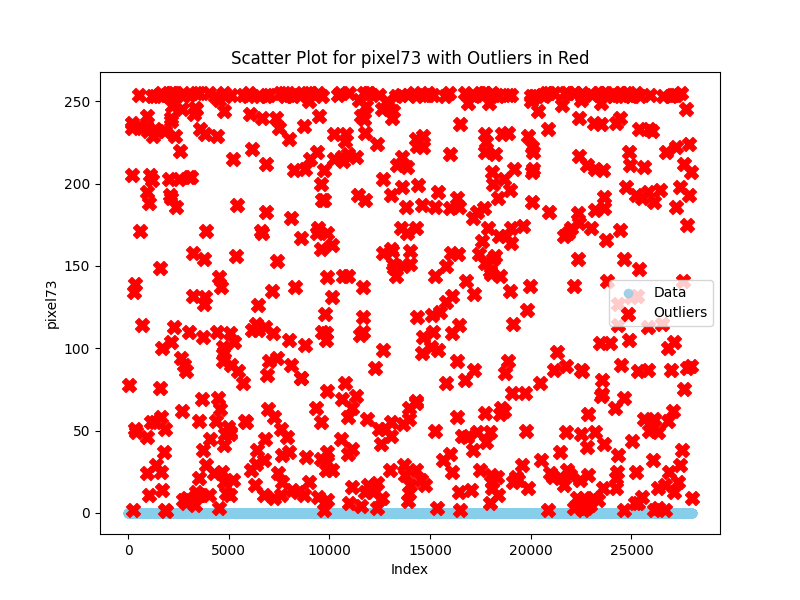 Scatter Plot for pixel73 with Outliers in Red
250
200
150
100
50
0
pixel73
Data
Outliers
0 5000 10000 15000 20000 25000
Index